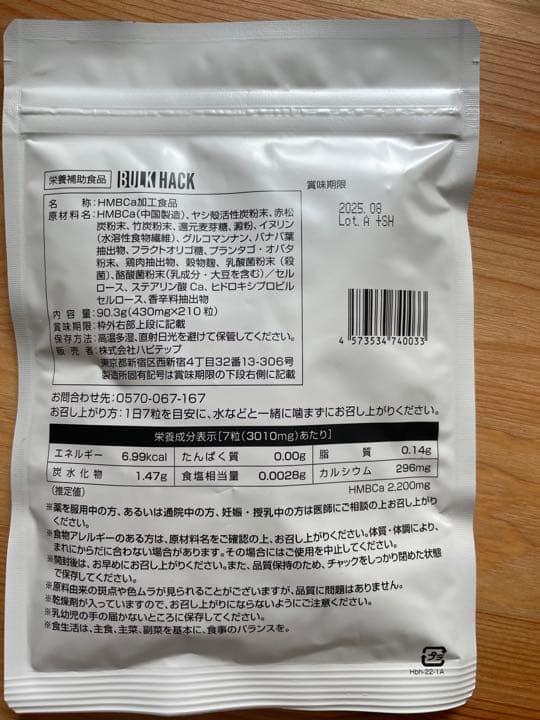 栄養補助食品 BULK HACK
名 称:HMBCa加工食品
原材料名:HMBCa(中国製造)、ヤシ殻活性炭粉末、赤松
炭粉末、竹炭粉末、還元麦芽糖、澱粉、イヌリン
(水溶性食物繊維)、グルコマンナン、バナバ葉
抽出物、フラクトオリゴ糖、プランタゴ・オバタ
粉末、鶏肉抽出物、穀物麹、乳酸菌粉末(殺
菌)、酪酸菌粉末(乳成分・大豆を含む)/セル
ロース、ステアリン酸 Ca、ヒドロキシプロピル
セルロース、香辛料抽出物
内 容 量:90.3g(430mg×210 粒)
賞味期限:枠外右部上段に記載
保存方法:高温多湿、直射日光を避けて保管してください。
販 売 者:株式会社ハビテップ
東京都新宿区西新宿4丁目32番13-306号
製造所固有記号は賞味期限の下段右側に記載
賞味期限
2025.08
Lot.A +SH
4 573534 740033
お問合わせ先:0570-067-167
お召し上がり方:1日7粒を目安に、水などと一緒に噛まずにお召し上がりください。
栄養成分表示[7粒(3010mg)あたり]
エネルギー 6.99kcal たんぱく質 0.00g 脂 質 0.14g
炭水化物 1.47g 食塩相当量 0.0028g カルシウム 296mg
(推定値) HMBCa 2,200mg
※薬を服用中の方、あるいは通院中の方、妊娠・授乳中の方は医師にご相談の上お召し上がり
ください。
※食物アレルギーのある方は、原材料名をご確認の上、お召し上がりください。体質・体調により、
まれにからだに合わない場合があります。その場合にはご使用を中止してください。
※開封後は、お早めにお召し上がりください。また、品質保持のため、チャックをしっかり閉めた状態
で保存してください。
※原料由来の斑点や色ムラが見られることがございますが、品質に問題はありません。
※乾燥剤が入っていますので、お召し上がりにならないようにご注意ください。
※乳幼児の手の届かないところに保存してください。
※食生活は、主食、主菜、副菜を基本に、食事のバランスを。
プラ
Hbh-22-1A